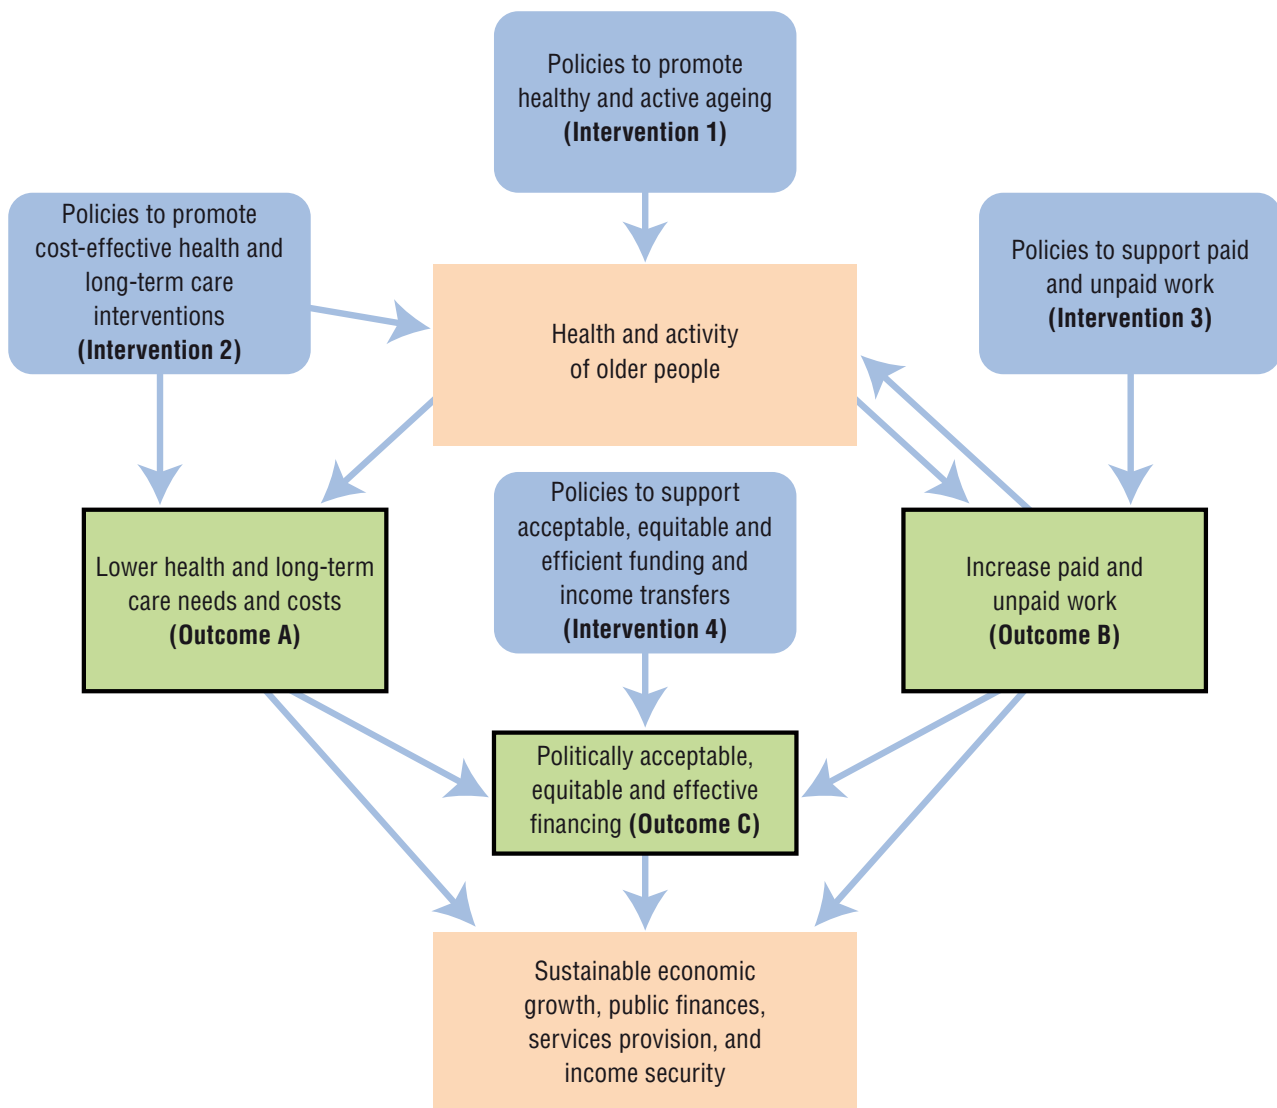 Policies to promote
healthy and active ageing
(Intervention 1)
Policies to promote
cost-effective health and
long-term care
interventions
(Intervention 2)
Policies to support paid
and unpaid work
(Intervention 3)
Health and activity
of older people
Policies to support
acceptable, equitable and
efficient funding and
income transfers
(Intervention 4)
Lower health and long-term
care needs and costs
(Outcome A)
Increase paid and
unpaid work
(Outcome B)
Politically acceptable,
equitable and effective
financing (Outcome C)
Sustainable economic
growth, public finances,
services provision, and
income security